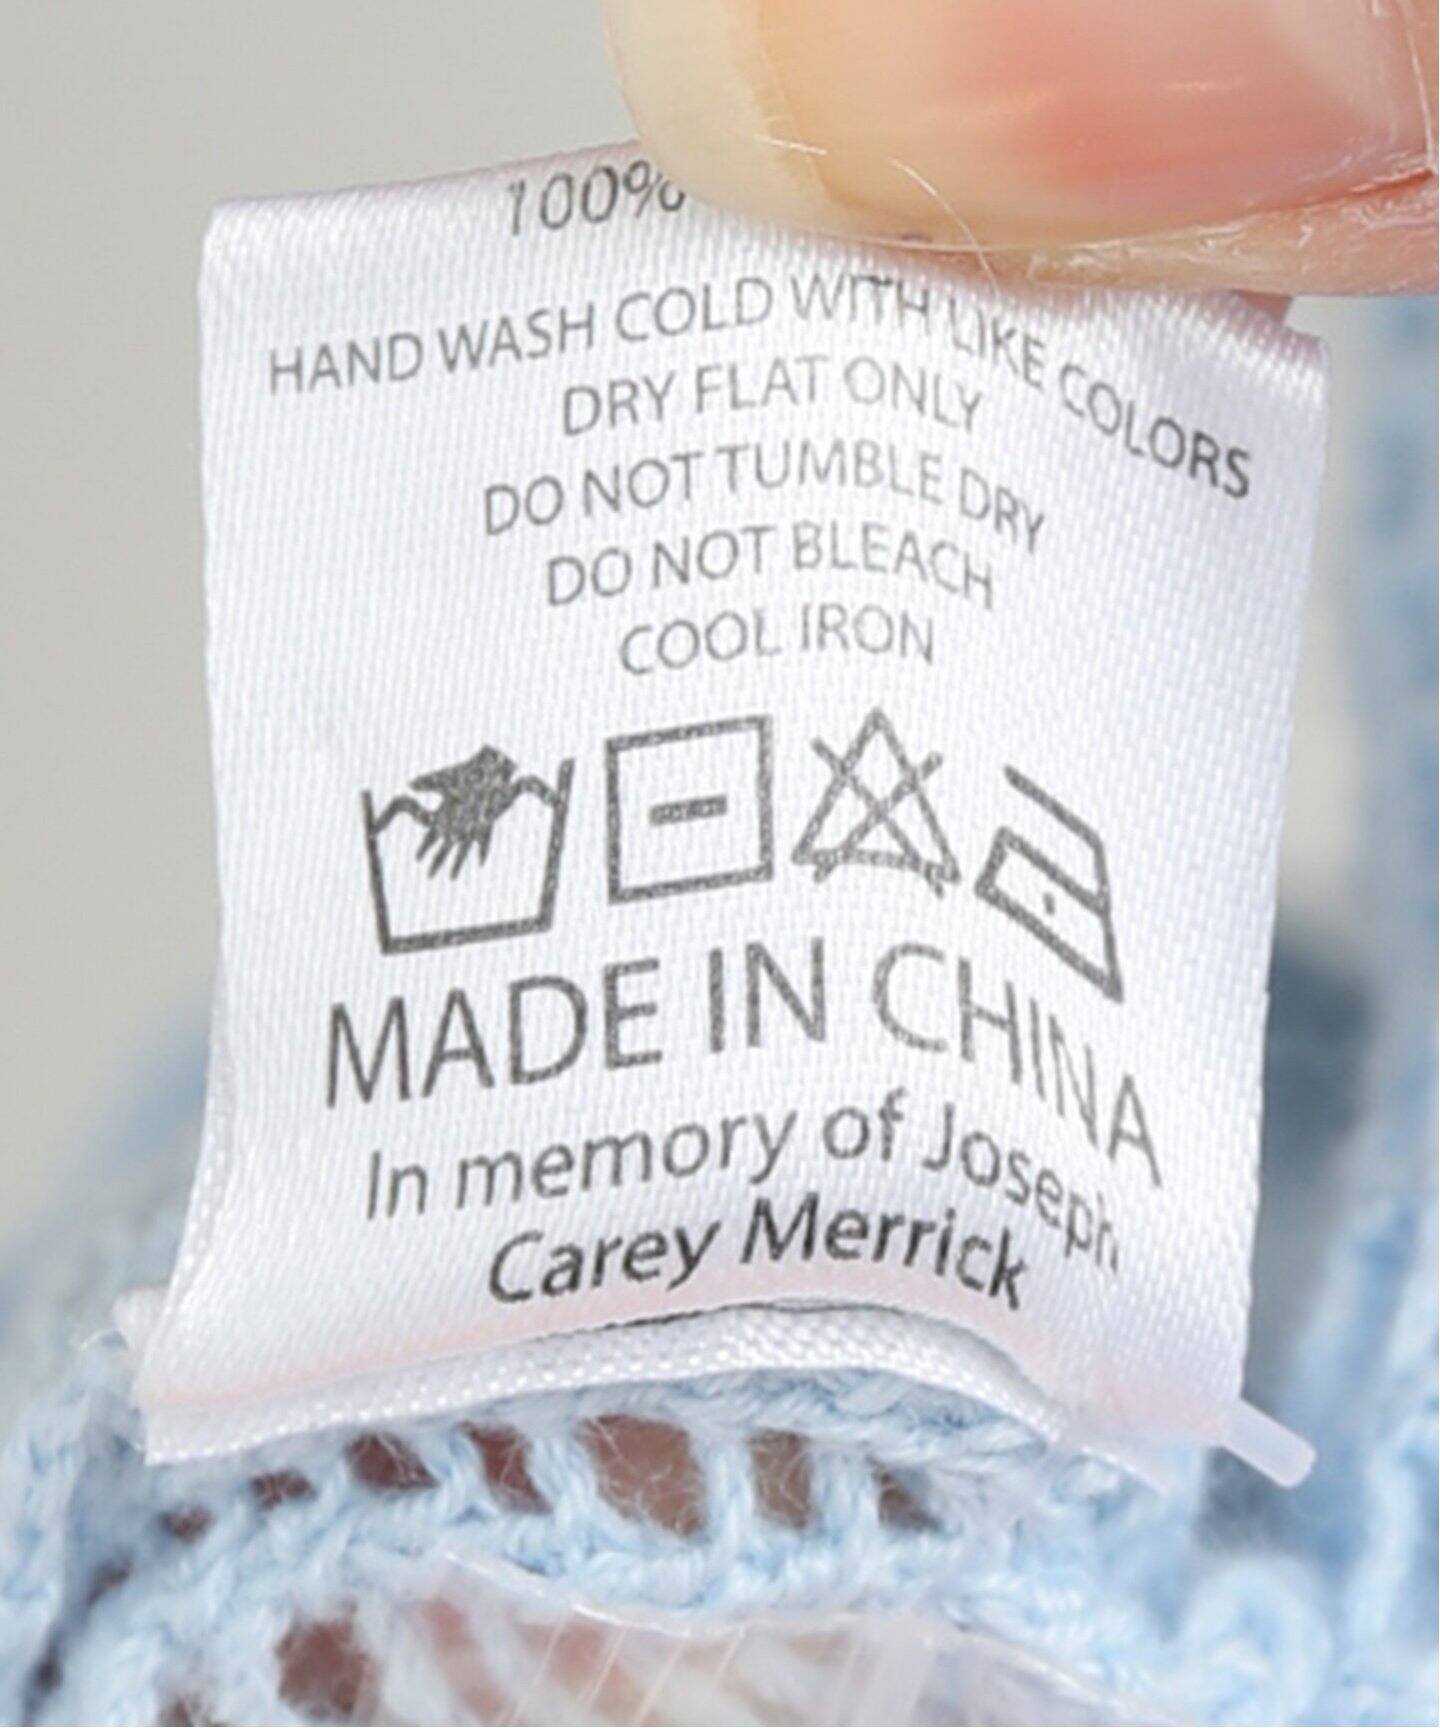 100%
HAND WASH COLD WITH LIKE COLORS
DRY FLAT ONLY
DO NOT TUMBLE DRY
DO NOT BLEACH
COOL IRON
MADE IN CHINA
In memory of Joseph
Carey Merrick